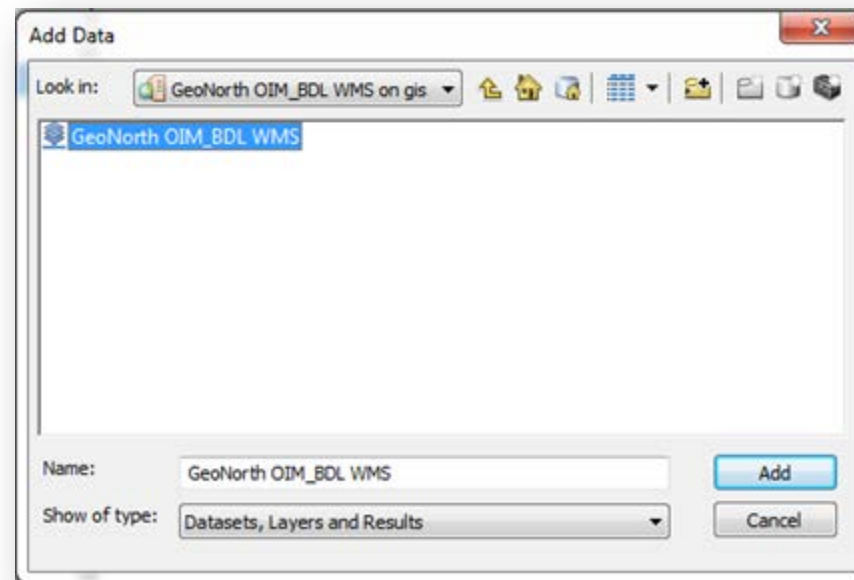 Add Data
Look in: GeoNorth OIM_BDL WMS on gis
GeoNorth OIM_BDL WMS
Name: GeoNorth OIM_BDL WMS Add
Show of type: Datasets, Layers and Results Cancel